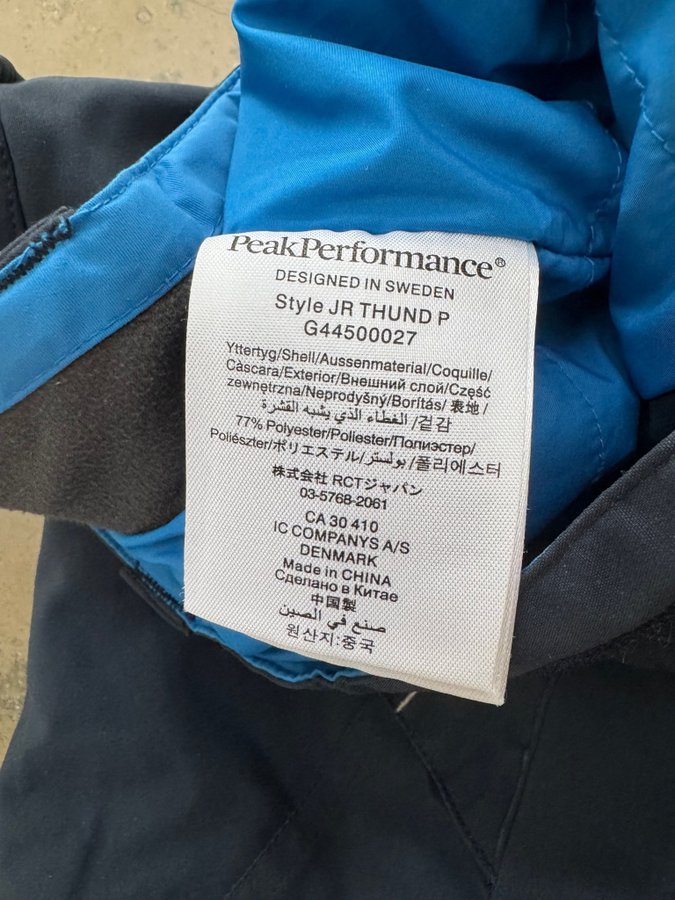 PeakPerformance®
DESIGNED IN SWEDEN
Style JR THUND P
G44500027
Yttertyg/Shell/Aussenmaterial/Coquille/
Càscara/Exterior/Внешний слой/Część
zewnętrzna/Neprodyšný/Borítás/ 表地 /
겉감/ الغطاء الذي يشبه القشرة
77% Polyester/Poliester/Полиэстер/
Poliészter/ポリエステル/بولستر/폴리에스터
株式会社 RCTジャパン
03-5768-2061
CA 30 410
IC COMPANYS A/S
DENMARK
Made in CHINA
Сделано в Китае
中国製
صنع في الصين
원산지:중국